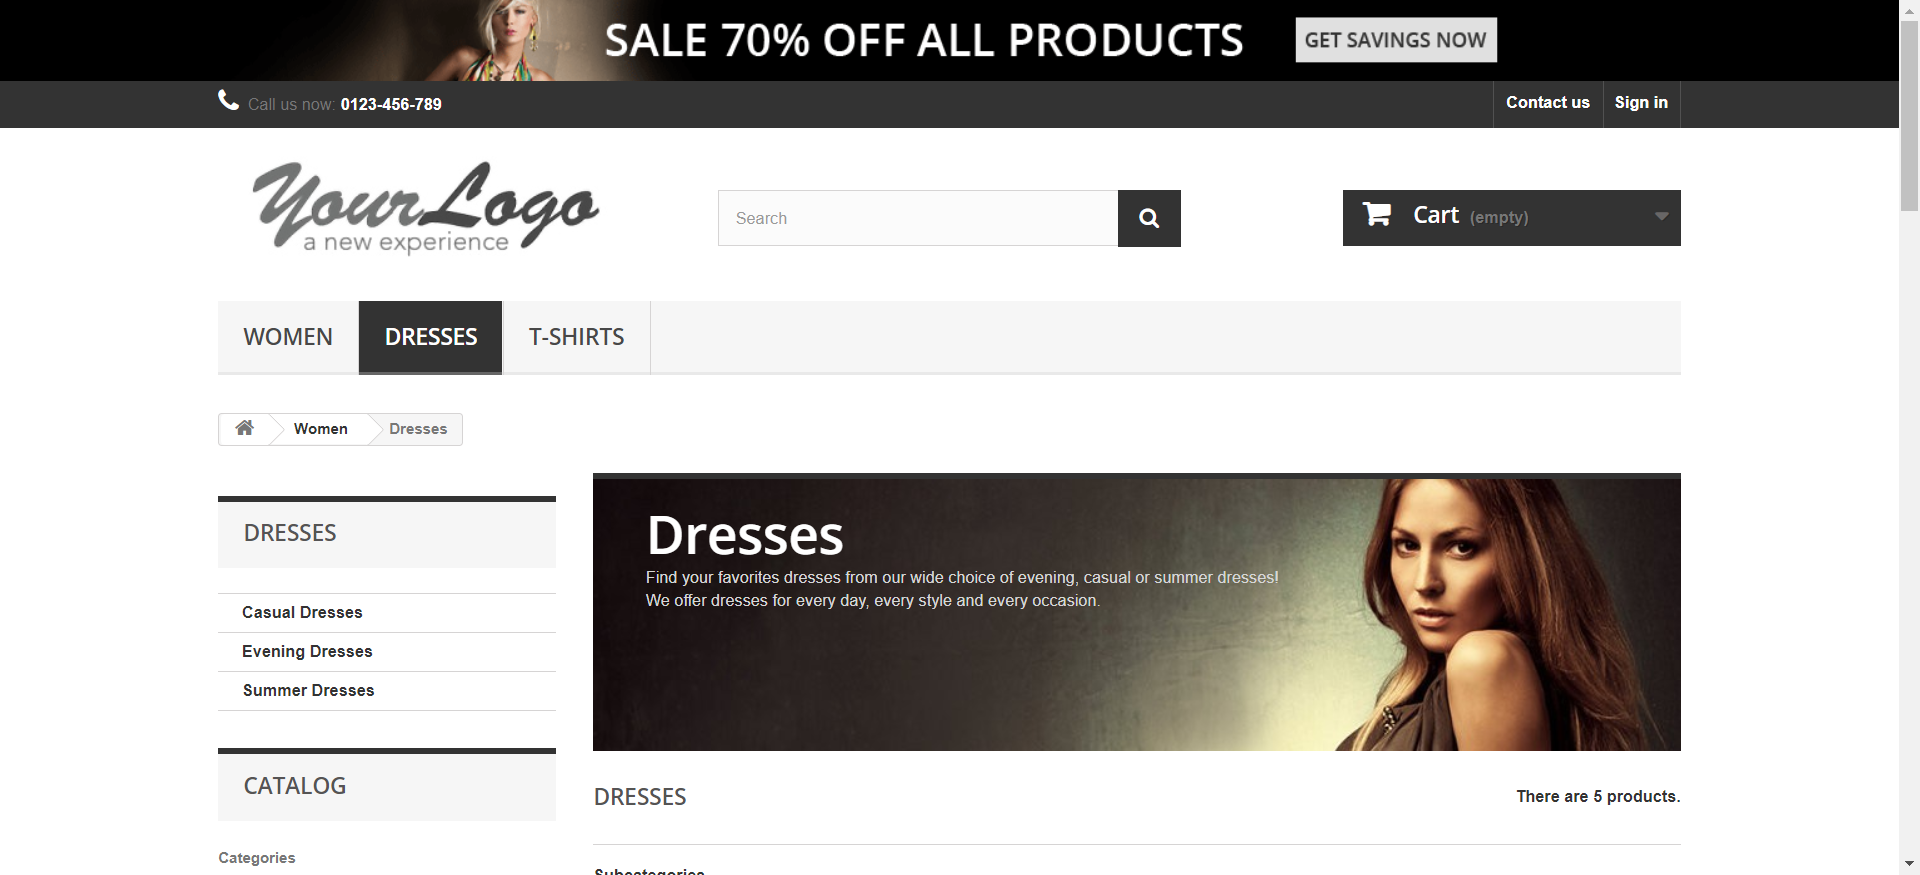 SALE 70% OFF ALL PRODUCTS
GET SAVINGS NOW
Call us now: 0123-456-789
Contact us
Sign in
YourLogo
a new experience
Search
Cart (empty)
WOMEN
DRESSES
T-SHIRTS
Women
Dresses
DRESSES
Casual Dresses
Evening Dresses
Summer Dresses
CATALOG
Categories
Dresses
Find your favorites dresses from our wide choice of evening, casual or summer dresses!
We offer dresses for every day, every style and every occasion.
DRESSES
There are 5 products.
Subcategories